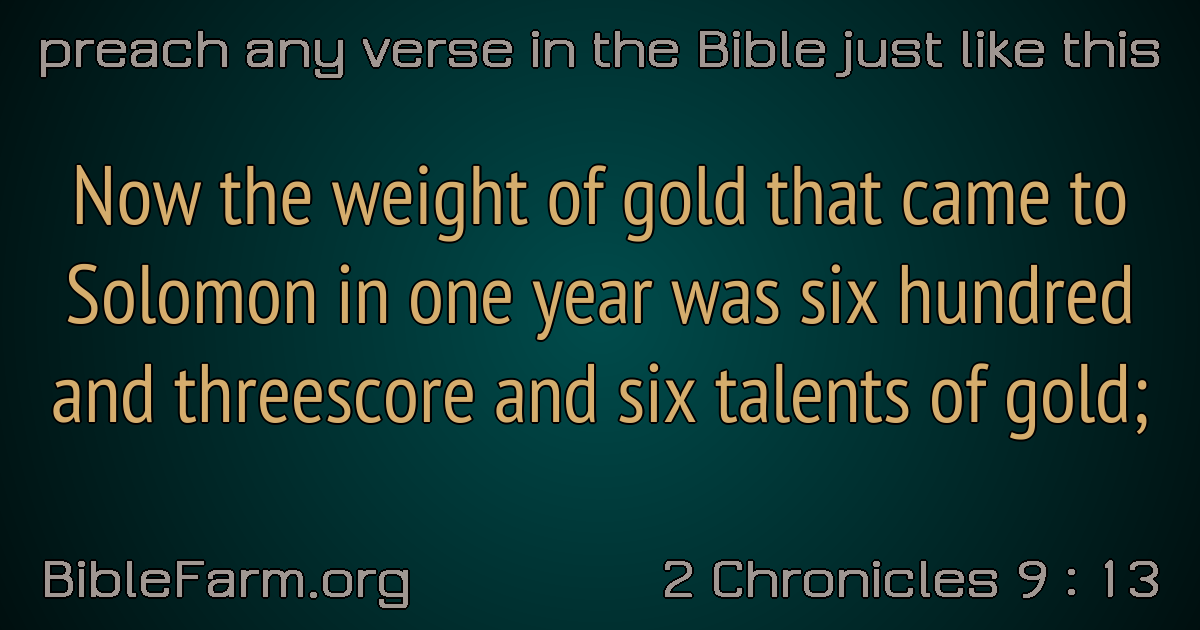 preach any verse in the Bible just like this
Now the weight of gold that came to
Solomon in one year was six hundred
and threescore and six talents of gold;
BibleFarm.org
2 Chronicles 9 : 13